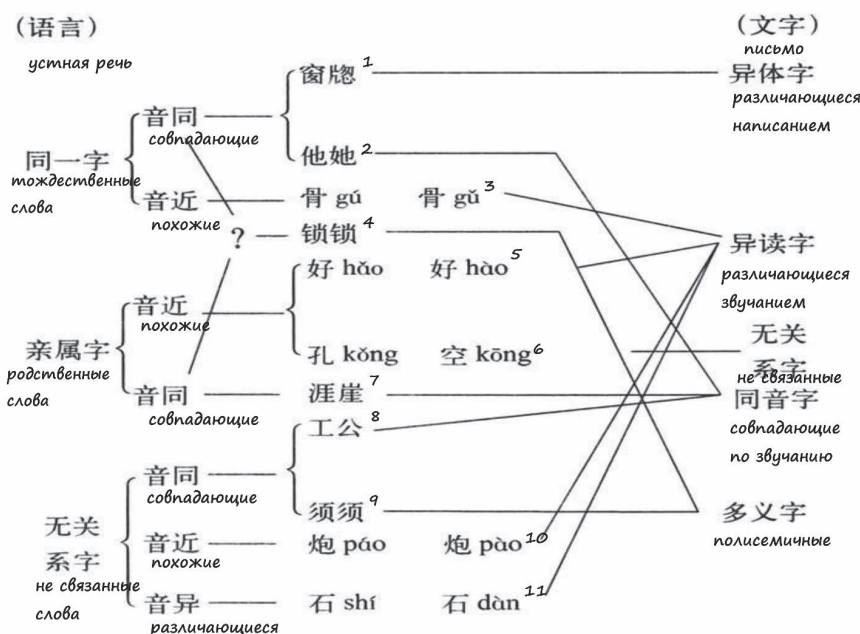 （语言）
устная речь
（文字）
письмо
窗牕 1
异体字
различающиеся
написанием
音同
совпадающие
他她 2
同一字
тождественные
слова
音近
похожие
骨 gú 骨 gǔ 3
?
锁锁 4
异读字
различающиеся
звучанием
好 hǎo 好 hào 5
音近
похожие
亲属字
родственные
слова
孔 kǒng 空 kōng 6
无关
系字
не связанные
音同
совпадающие
涯崖 7
同音字
совпадающие
по звучанию
工公 8
音同
совпадающие
须须 9
多义字
полисемичные
无关
系字
не связанные
слова
音近
похожие
炮 páo 炮 pào 10
音异
различающиеся
石 shí 石 dàn 11